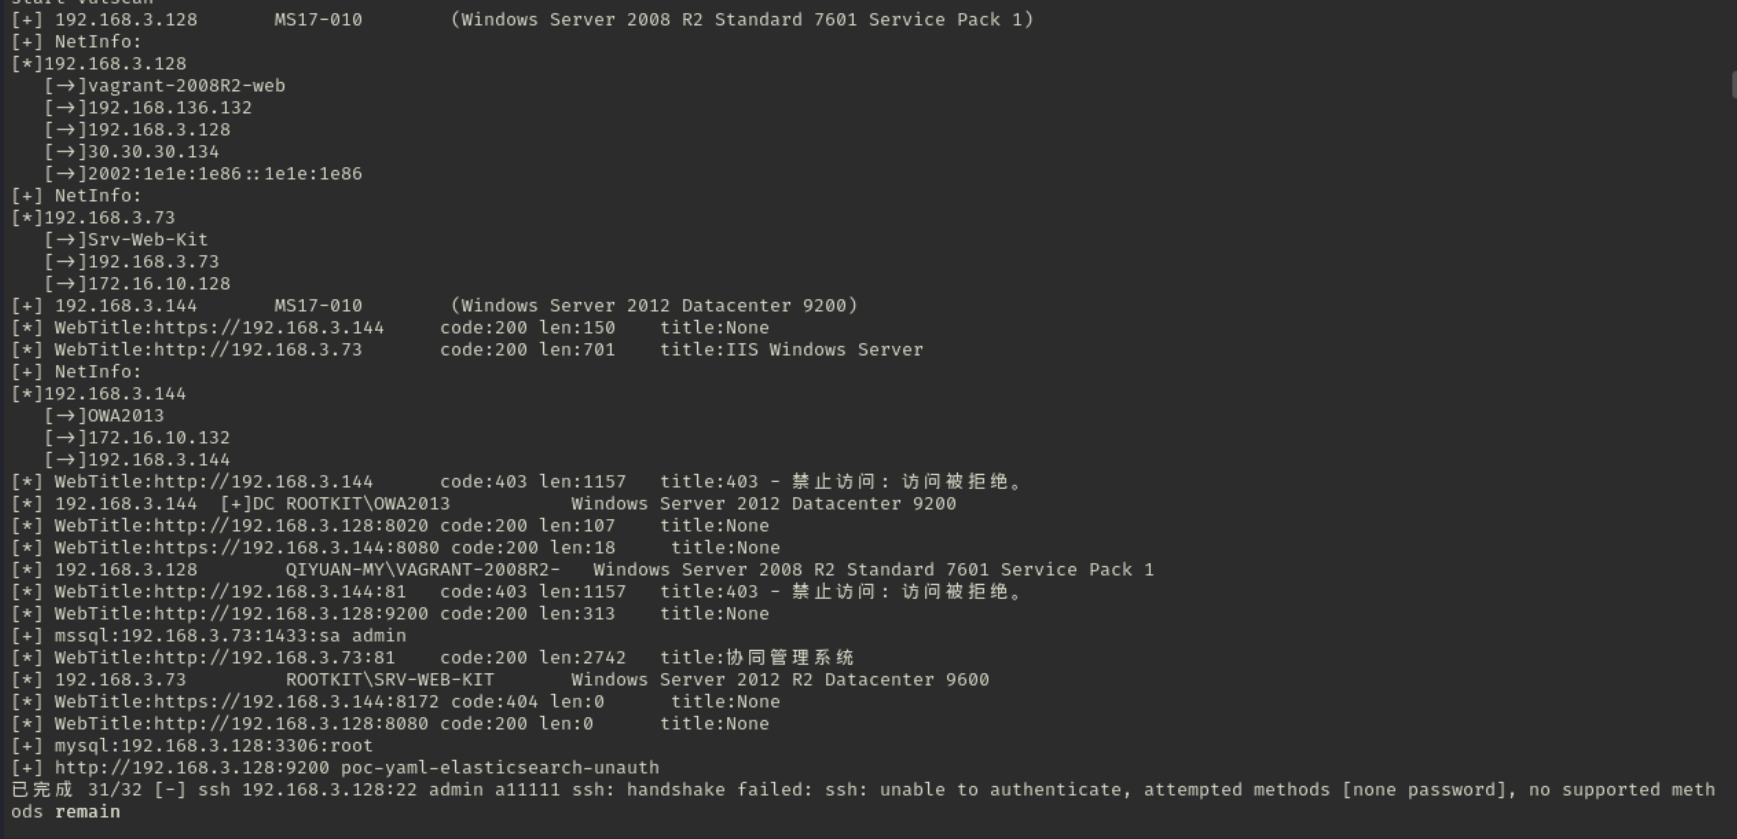 start vulscan
[+] 192.168.3.128       MS17-010        (Windows Server 2008 R2 Standard 7601 Service Pack 1)
[+] NetInfo:
[*]192.168.3.128
   [->]vagrant-2008R2-web
   [->]192.168.136.132
   [->]192.168.3.128
   [->]30.30.30.134
   [->]2002:1e1e:1e86::1e1e:1e86
[+] NetInfo:
[*]192.168.3.73
   [->]Srv-Web-Kit
   [->]192.168.3.73
   [->]172.16.10.128
[+] 192.168.3.144       MS17-010        (Windows Server 2012 Datacenter 9200)
[*] WebTitle:https://192.168.3.144     code:200 len:150    title:None
[*] WebTitle:http://192.168.3.73       code:200 len:701    title:IIS Windows Server
[+] NetInfo:
[*]192.168.3.144
   [->]OWA2013
   [->]172.16.10.132
   [->]192.168.3.144
[*] WebTitle:http://192.168.3.144      code:403 len:1157   title:403 - 禁止访问: 访问被拒绝。
[*] 192.168.3.144  [+]DC ROOTKIT\OWA2013           Windows Server 2012 Datacenter 9200
[*] WebTitle:http://192.168.3.128:8020 code:200 len:107    title:None
[*] WebTitle:https://192.168.3.144:8080 code:200 len:18     title:None
[*] 192.168.3.128        QIYUAN-MY\VAGRANT-2008R2-   Windows Server 2008 R2 Standard 7601 Service Pack 1
[*] WebTitle:http://192.168.3.144:81   code:403 len:1157   title:403 - 禁止访问: 访问被拒绝。
[*] WebTitle:http://192.168.3.128:9200 code:200 len:313    title:None
[+] mssql:192.168.3.73:1433:sa admin
[*] WebTitle:http://192.168.3.73:81    code:200 len:2742   title:协同管理系统
[*] 192.168.3.73         ROOTKIT\SRV-WEB-KIT       Windows Server 2012 R2 Datacenter 9600
[*] WebTitle:https://192.168.3.144:8172 code:404 len:0      title:None
[*] WebTitle:http://192.168.3.128:8080 code:200 len:0      title:None
[+] mysql:192.168.3.128:3306:root
[+] http://192.168.3.128:9200 poc-yaml-elasticsearch-unauth
已完成 31/32 [-] ssh 192.168.3.128:22 admin a11111 ssh: handshake failed: ssh: unable to authenticate, attempted methods [none password], no supported meth
ods remain